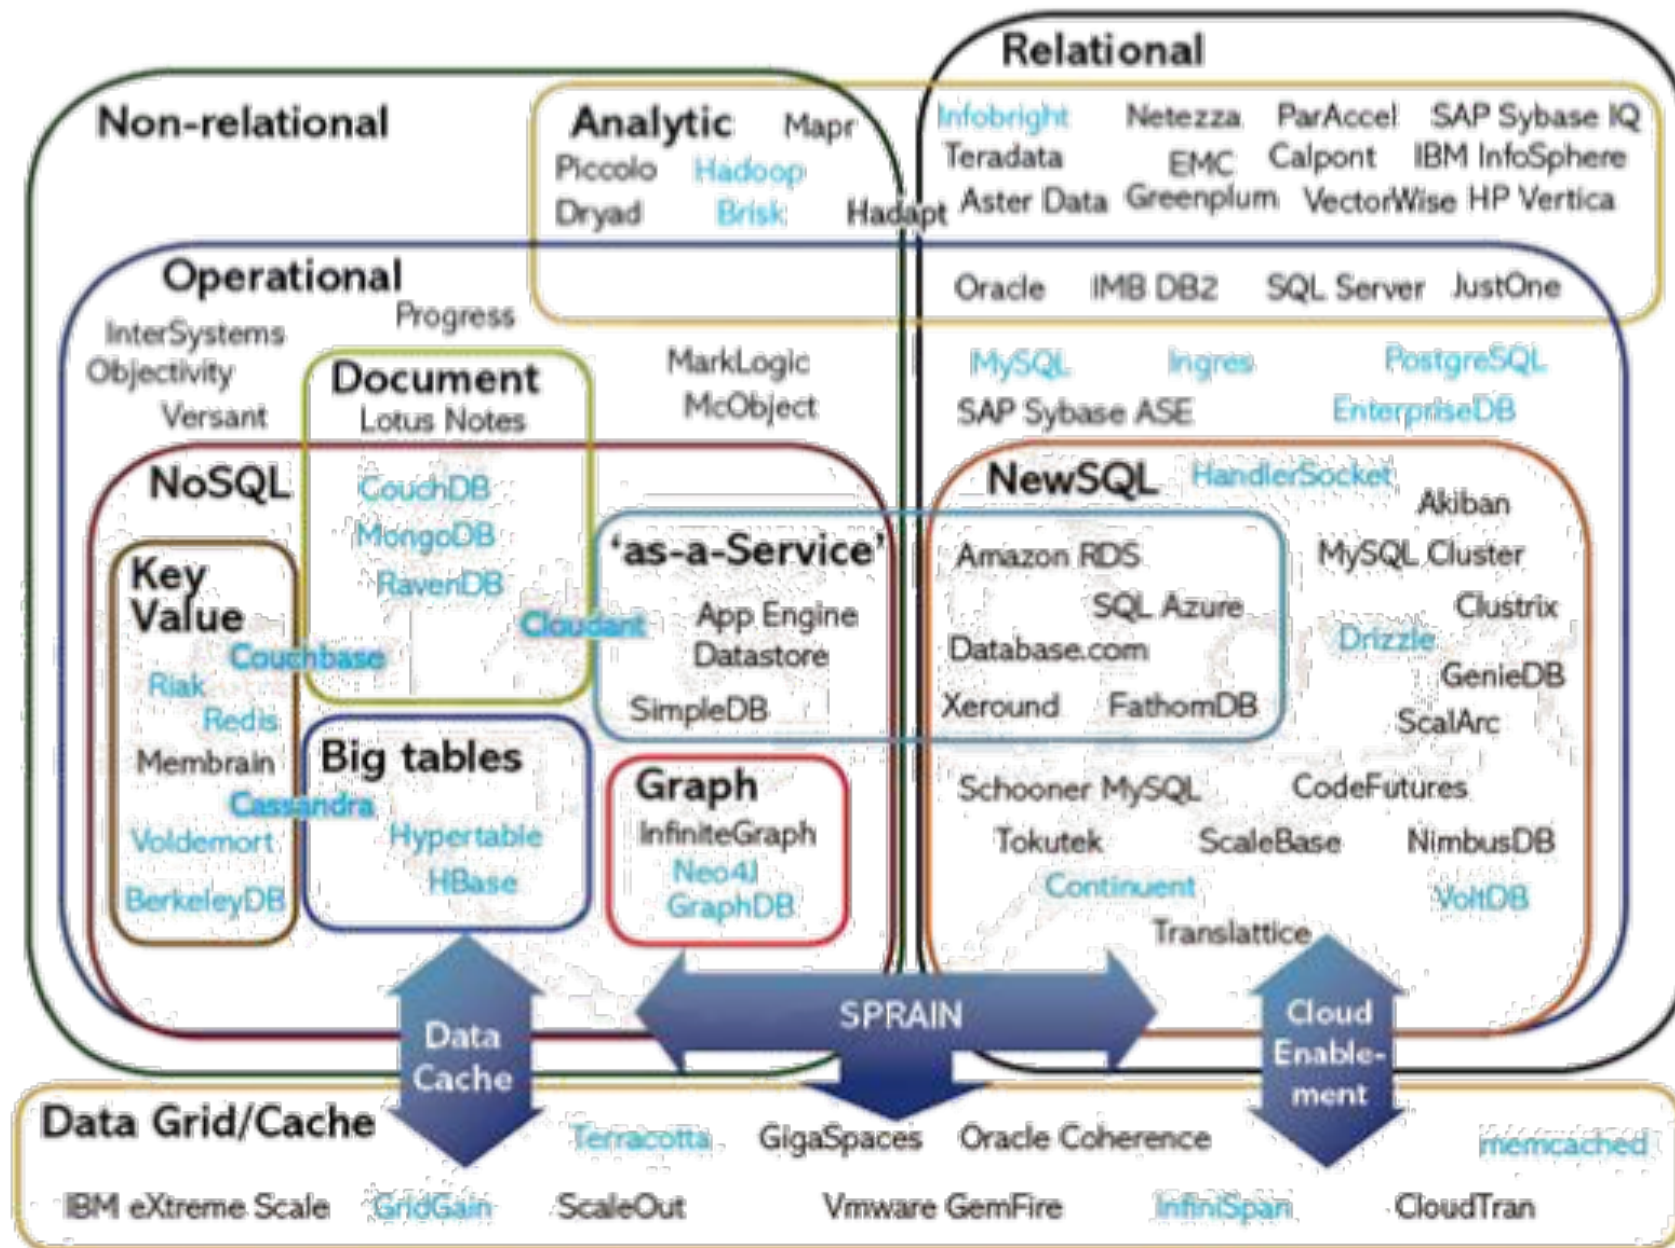 Relational
Non-relational
Analytic
Mapr
Piccolo
Hadoop
Dryad
Brisk
Hadapt
Infobright
Netezza
ParAccel
SAP Sybase IQ
Teradata
EMC
Greenplum
Calpont
IBM InfoSphere
Aster Data
VectorWise
HP Vertica
Operational
Progress
InterSystems
Objectivity
Versant
MarkLogic
McObject
Oracle
IMB DB2
SQL Server
JustOne
MySQL
Ingres
PostgreSQL
SAP Sybase ASE
EnterpriseDB
Document
Lotus Notes
CouchDB
MongoDB
RavenDB
Cloudant
Couchbase
NoSQL
Key
Value
Riak
Redis
Membrain
Cassandra
Voldemort
BerkeleyDB
Big tables
Hypertable
HBase
'as-a-Service'
App Engine
Datastore
SimpleDB
Graph
InfiniteGraph
Neo4J
GraphDB
NewSQL
HandlerSocket
Akiban
Amazon RDS
SQL Azure
Database.com
Xeround
FathomDB
MySQL Cluster
Clustrix
Drizzle
GenieDB
ScalArc
Schooner MySQL
CodeFutures
Tokutek
ScaleBase
NimbusDB
Continuent
VoltDB
Translattice
Data
Cache
SPRAIN
Cloud
Enable-
ment
Data Grid/Cache
Terracotta
GigaSpaces
Oracle Coherence
memcached
IBM eXtreme Scale
GridGain
ScaleOut
Vmware GemFire
InfiniSpan
CloudTran